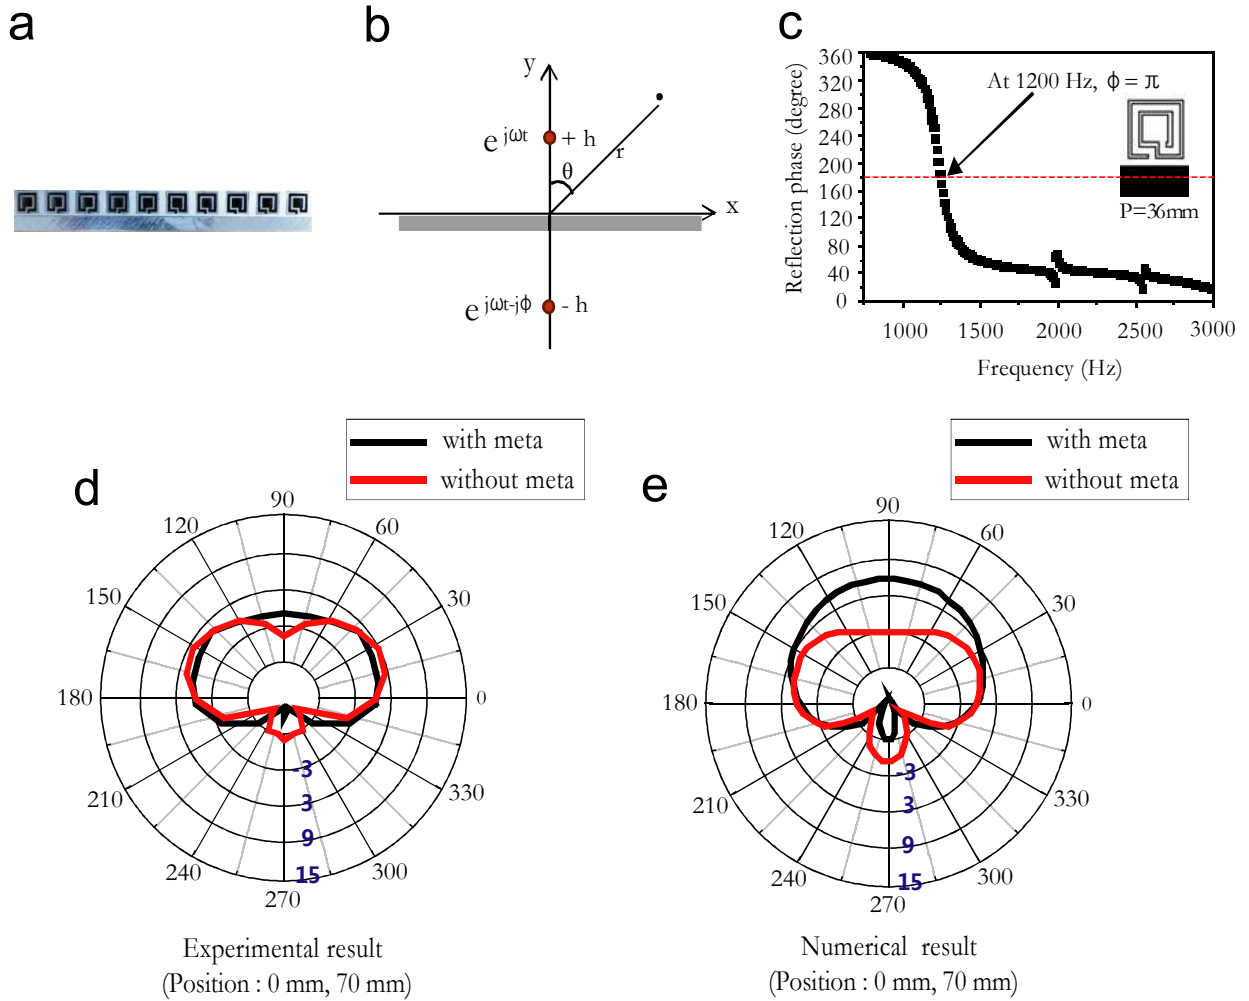 a
b
c
y
e jωt
+ h
θ
r
x
e jωt-jϕ
- h
Reflection phase (degree)
360
320
280
240
200
160
120
80
40
0
At 1200 Hz, ϕ = π
P=36mm
1000
1500
2000
2500
3000
Frequency (Hz)
with meta
without meta
with meta
without meta
d
90
120
60
150
30
180
0
210
330
240
300
270
-3
3
9
15
Experimental result
(Position : 0 mm, 70 mm)
e
90
120
60
150
30
180
0
210
330
240
300
270
-3
3
9
15
Numerical result
(Position : 0 mm, 70 mm)